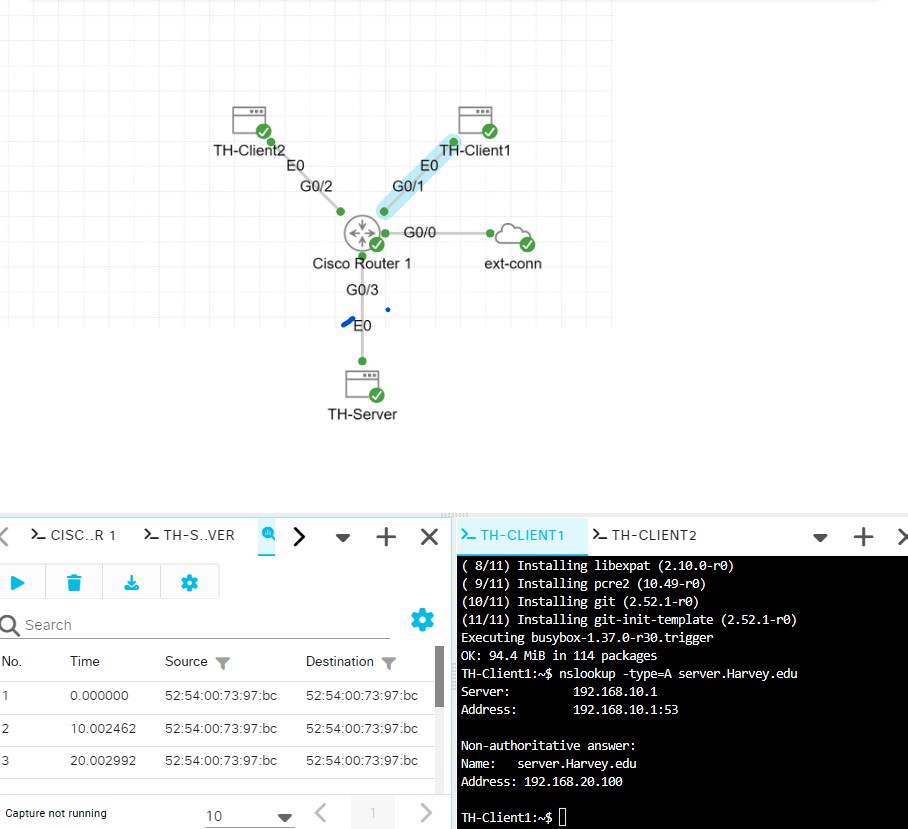 TH-Client2
TH-Client1
E0
E0
G0/2
G0/1
G0/0
Cisco Router 1
ext-conn
G0/3
E0
TH-Server
CISC..R 1
TH-S..VER
Search
No. Time Source Destination
1 0.000000 52:54:00:73:97:bc 52:54:00:73:97:bc
2 10.002462 52:54:00:73:97:bc 52:54:00:73:97:bc
3 20.002992 52:54:00:73:97:bc 52:54:00:73:97:bc
Capture not running 10 1
TH-CLIENT1
TH-CLIENT2
( 8/11) Installing libexpat (2.10.0-r0)
( 9/11) Installing pcre2 (10.49-r0)
(10/11) Installing git (2.52.1-r0)
(11/11) Installing git-init-template (2.52.1-r0)
Executing busybox-1.37.0-r30.trigger
OK: 94.4 MiB in 114 packages
TH-Client1:~$ nslookup -type=A server.Harvey.edu
Server: 192.168.10.1
Address: 192.168.10.1:53
Non-authoritative answer:
Name: server.Harvey.edu
Address: 192.168.20.100
TH-Client1:~$